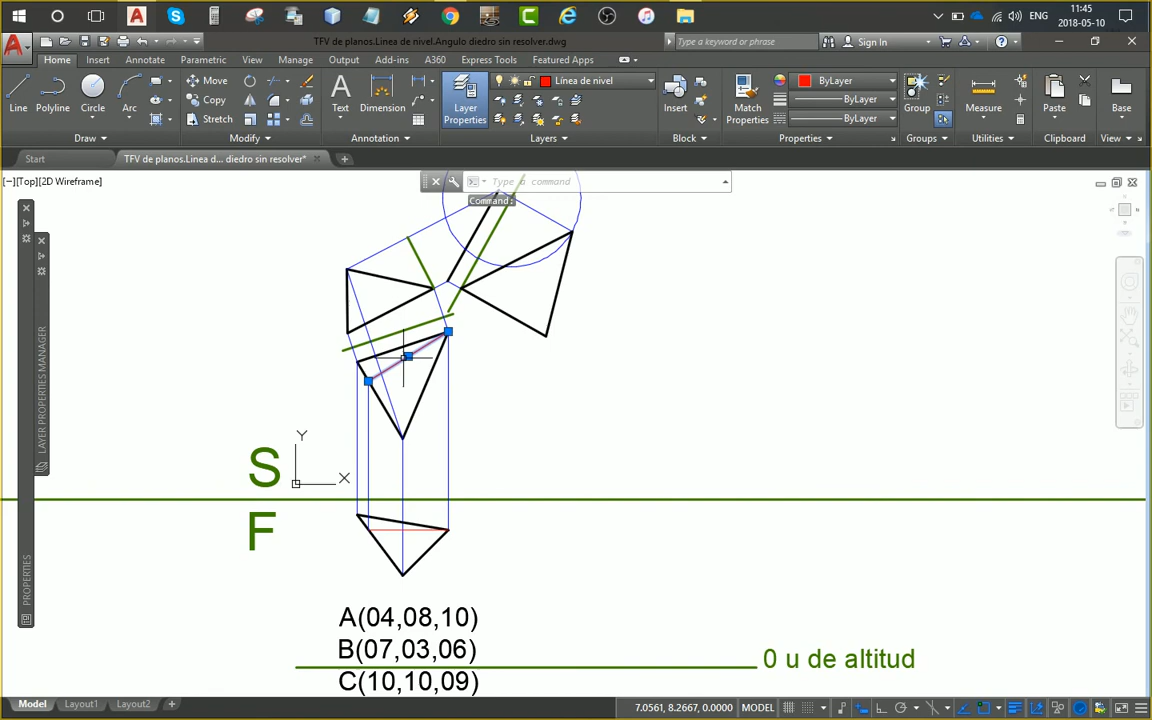 11:45
ENG
2018-05-10
TFV de planos.Linea de nivel.Angulo diedro sin resolver.dwg
Type a keyword or phrase
Sign In
Home Insert Annotate Parametric View Manage Output Add-ins A360 Express Tools
Line Polyline Circle Arc
Move
Copy
Stretch
Text Dimension
Layer Properties
Línea de nivel
Insert
Match Properties
ByLayer
ByLayer
ByLayer
Group
Measure
Paste
Base
Draw Modify Annotation Layers Block Properties Groups Utilities Clipboard View
Start TFV de planos.Linea d... diedro sin resolver*
[−][Top][2D Wireframe]
Type a command
Command:
LAYER PROPERTIES MANAGER
PROPERTIES
Y
X
S
F
A(04,08,10)
B(07,03,06)
0 u de altitud
C(10,10,09)
Model Layout1 Layout2
7.0561, 8.2667, 0.0000 MODEL